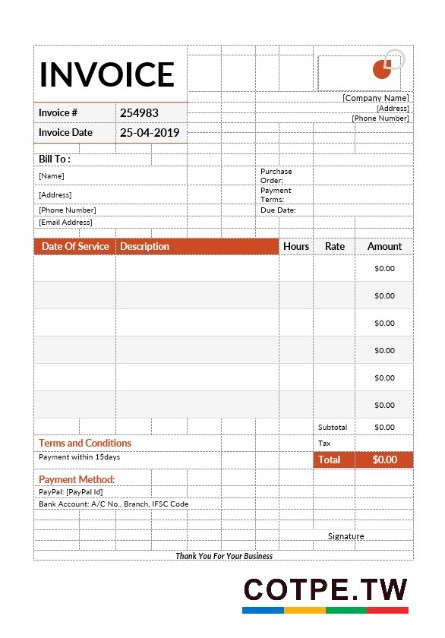 INVOICE
[Company Name]
[Address]
[Phone Number]
Invoice # 254983
Invoice Date 25-04-2019
Bill To :
[Name] Purchase Order:
[Address] Payment Terms:
[Phone Number] Due Date:
[Email Address]
Date Of Service Description Hours Rate Amount
$0.00
$0.00
$0.00
$0.00
$0.00
$0.00
Subtotal $0.00
Terms and Conditions Tax
Payment within 15days Total $0.00
Payment Method:
PayPal: [PayPal Id]
Bank Account: A/C No., Branch, IFSC Code
Signature
Thank You For Your Business
COTPE.TW